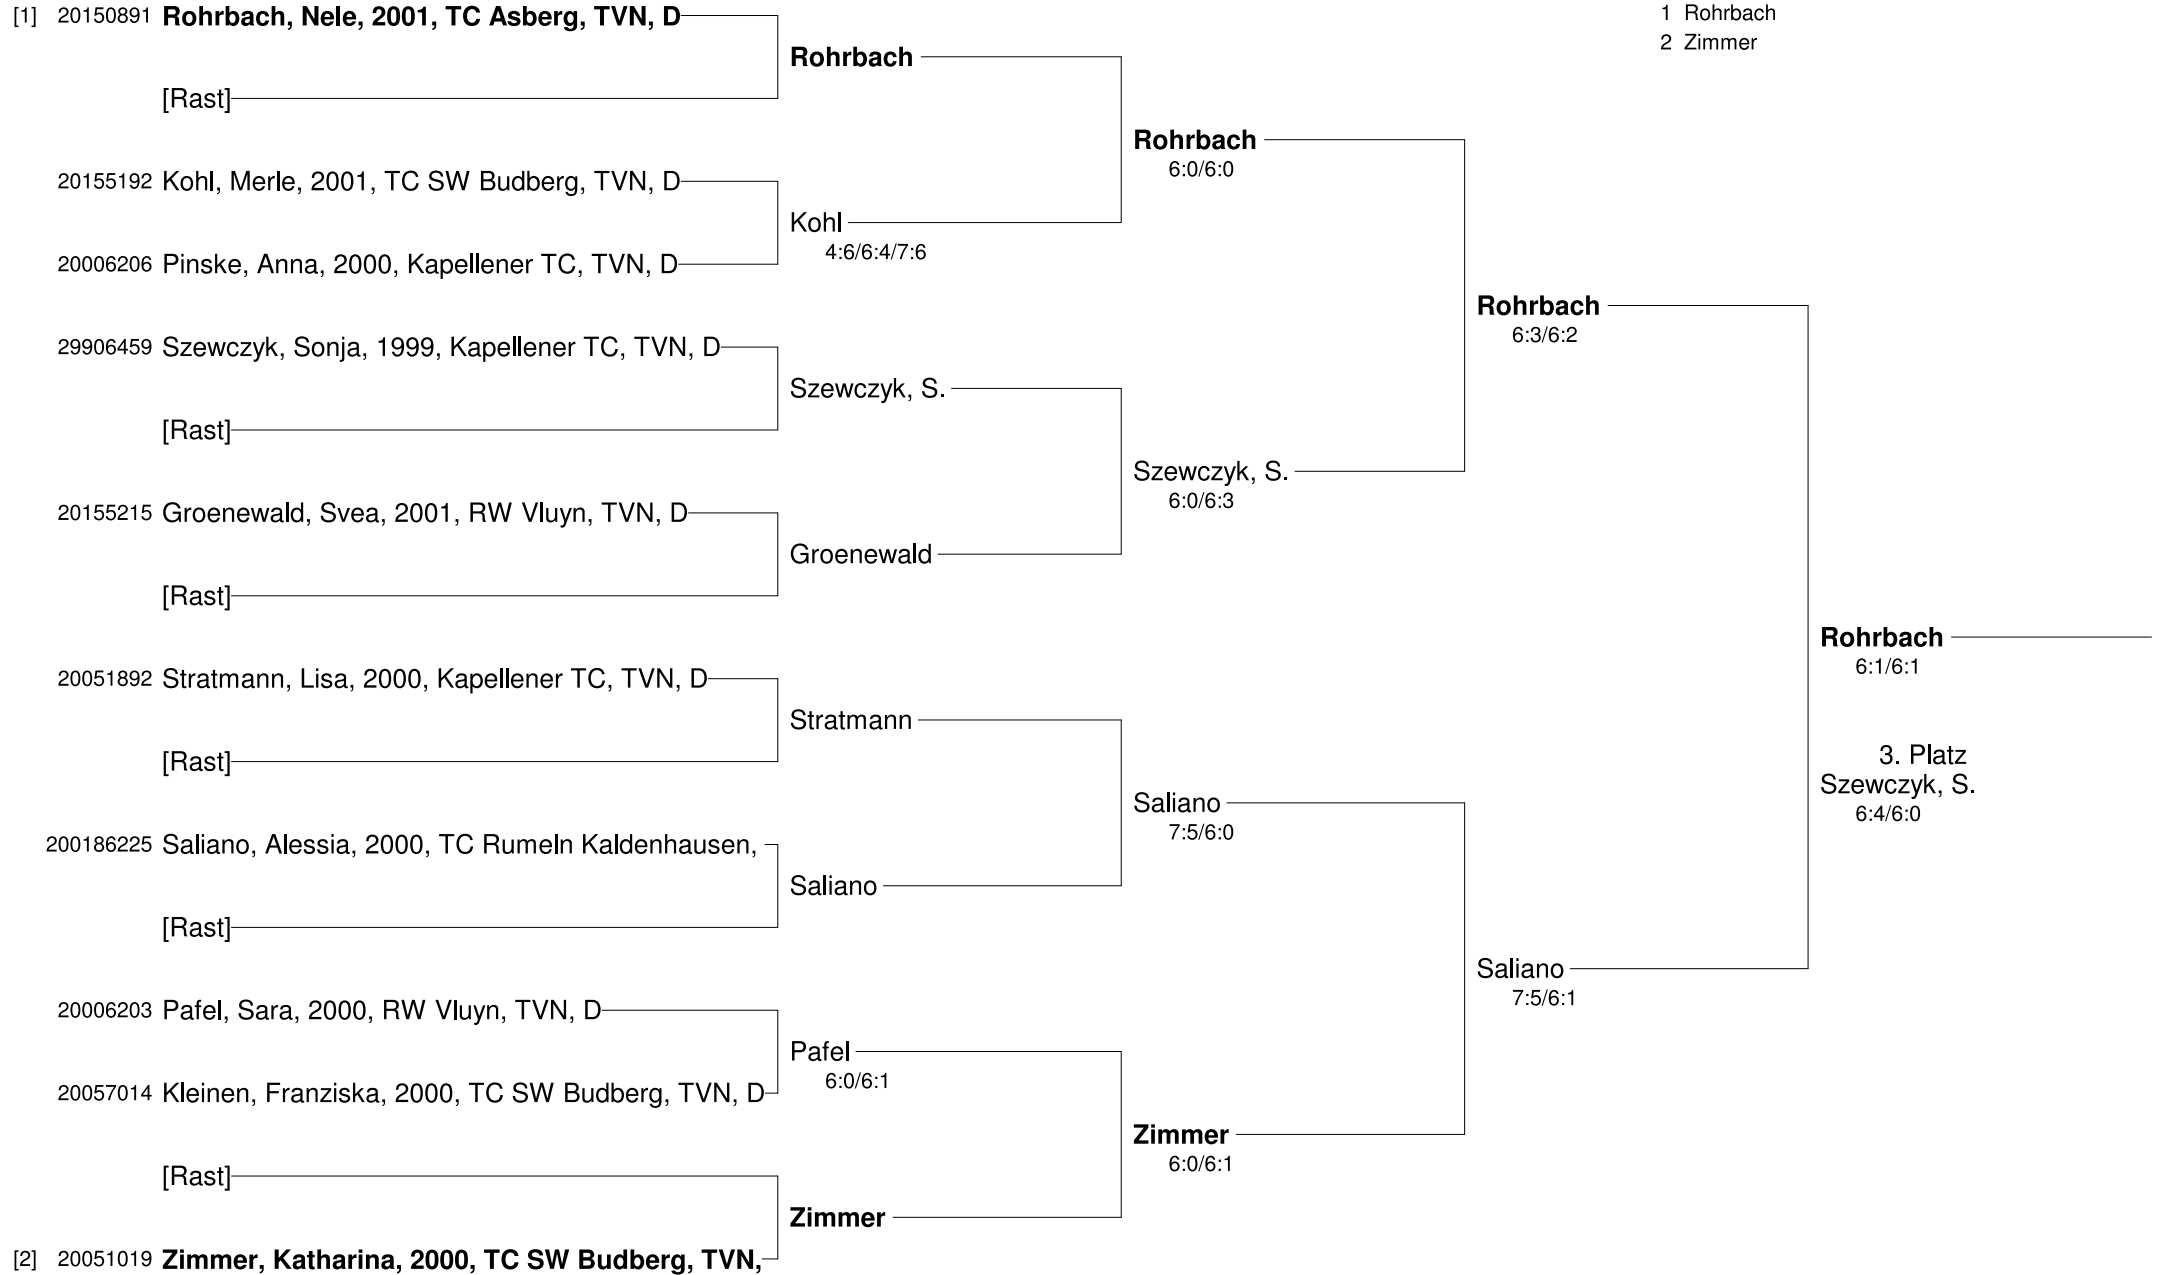 [1] 20150891 Rohrbach, Nele, 2001, TC Asberg, TVN, D
1 Rohrbach
2 Zimmer
Rohrbach
[Rast]
Rohrbach
6:0/6:0
20155192 Kohl, Merle, 2001, TC SW Budberg, TVN, D
Kohl
4:6/6:4/7:6
20006206 Pinske, Anna, 2000, Kapellener TC, TVN, D
Rohrbach
6:3/6:2
29906459 Szewczyk, Sonja, 1999, Kapellener TC, TVN, D
Szewczyk, S.
[Rast]
Szewczyk, S.
6:0/6:3
20155215 Groenewald, Svea, 2001, RW Vluyn, TVN, D
Groenewald
[Rast]
Rohrbach
6:1/6:1
20051892 Stratmann, Lisa, 2000, Kapellener TC, TVN, D
Stratmann
[Rast]
3. Platz
Szewczyk, S.
6:4/6:0
Saliano
7:5/6:0
200186225 Saliano, Alessia, 2000, TC Rumeln Kaldenhausen,
Saliano
[Rast]
Saliano
7:5/6:1
20006203 Pafel, Sara, 2000, RW Vluyn, TVN, D
Pafel
6:0/6:1
20057014 Kleinen, Franziska, 2000, TC SW Budberg, TVN, D
Zimmer
6:0/6:1
[Rast]
Zimmer
[2] 20051019 Zimmer, Katharina, 2000, TC SW Budberg, TVN,